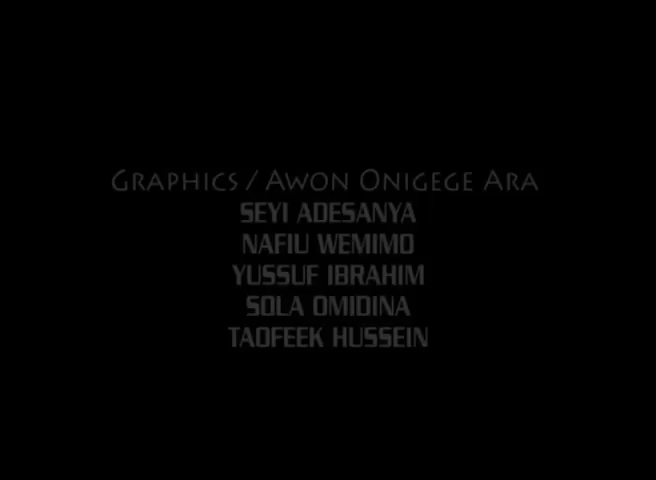 Graphics / Awon Onigege Ara
SEYI ADESANYA
NAFIU WEMIMO
YUSSUF IBRAHIM
SOLA OMIDINA
TAOFEEK HUSSEIN